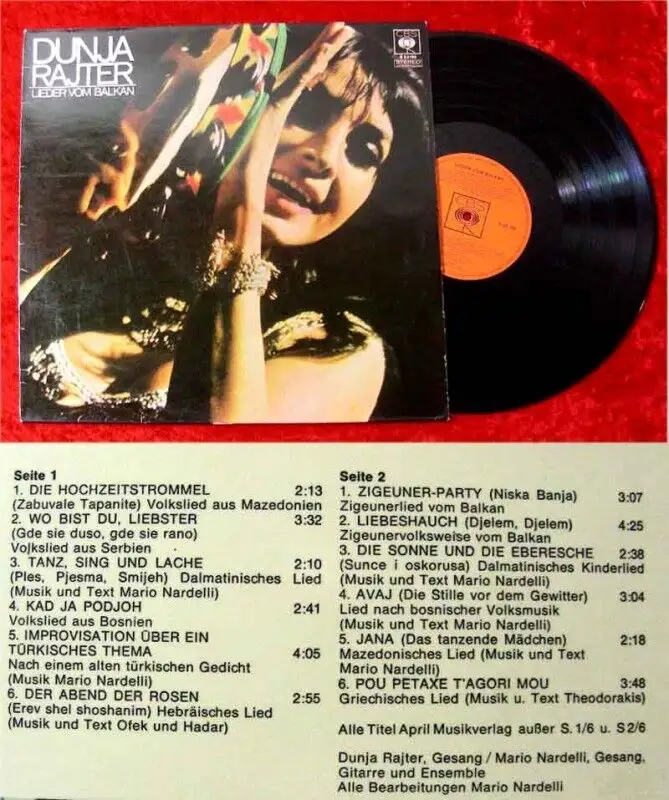 DUNJA
RAJTER
LIEDER VOM BALKAN
CBS
STEREO
CBS
Seite 1
1. DIE HOCHZEITSTROMMEL 2:13
(Zabuvale Tapanite) Volkslied aus Mazedonien
2. WO BIST DU, LIEBSTER 3:32
(Gde sie duso, gde sie rano)
Volkslied aus Serbien
3. TANZ, SING UND LACHE 2:10
(Ples, Pjesma, Smijeh) Dalmatinisches Lied
(Musik und Text Mario Nardelli)
4. KAD JA PODJOH 2:41
Volkslied aus Bosnien
5. IMPROVISATION ÜBER EIN
TÜRKISCHES THEMA 4:05
Nach einem alten türkischen Gedicht
(Musik Mario Nardelli)
6. DER ABEND DER ROSEN 2:55
(Erev shel shoshanim) Hebräisches Lied
(Musik und Text Ofek und Hadar)
Seite 2
1. ZIGEUNER-PARTY (Niska Banja) 3:07
Zigeunerlied vom Balkan
2. LIEBESHAUCH (Djelem, Djelem) 4:25
Zigeunervolksweise vom Balkan
3. DIE SONNE UND DIE EBERESCHE 2:38
(Sunce i oskorusa) Dalmatinisches Kinderlied
(Musik und Text Mario Nardelli)
4. AVAJ (Die Stille vor dem Gewitter) 3:04
Lied nach bosnischer Volksmusik
(Musik und Text Mario Nardelli)
5. JANA (Das tanzende Mädchen) 2:18
Mazedonisches Lied (Musik und Text
Mario Nardelli)
6. POU PETAXE T'AGORI MOU 3:48
Griechisches Lied (Musik u. Text Theodorakis)
Alle Titel April Musikverlag außer S.1/6 u. S2/6
Dunja Rajter, Gesang / Mario Nardelli, Gesang,
Gitarre und Ensemble
Alle Bearbeitungen Mario Nardelli